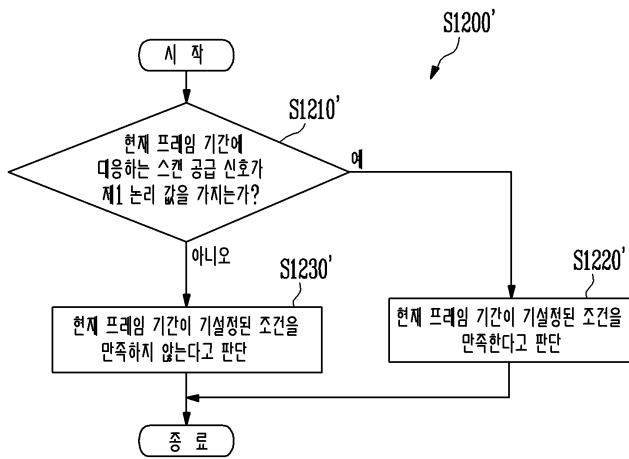 S1200'
시 작
S1210'
현재 프레임 기간에
대응하는 스캔 공급 신호가
제1 논리 값을 가지는가?
예
아니오
S1230'
현재 프레임 기간이 기설정된 조건을
만족하지 않는다고 판단
S1220'
현재 프레임 기간이 기설정된 조건을
만족한다고 판단
종 료